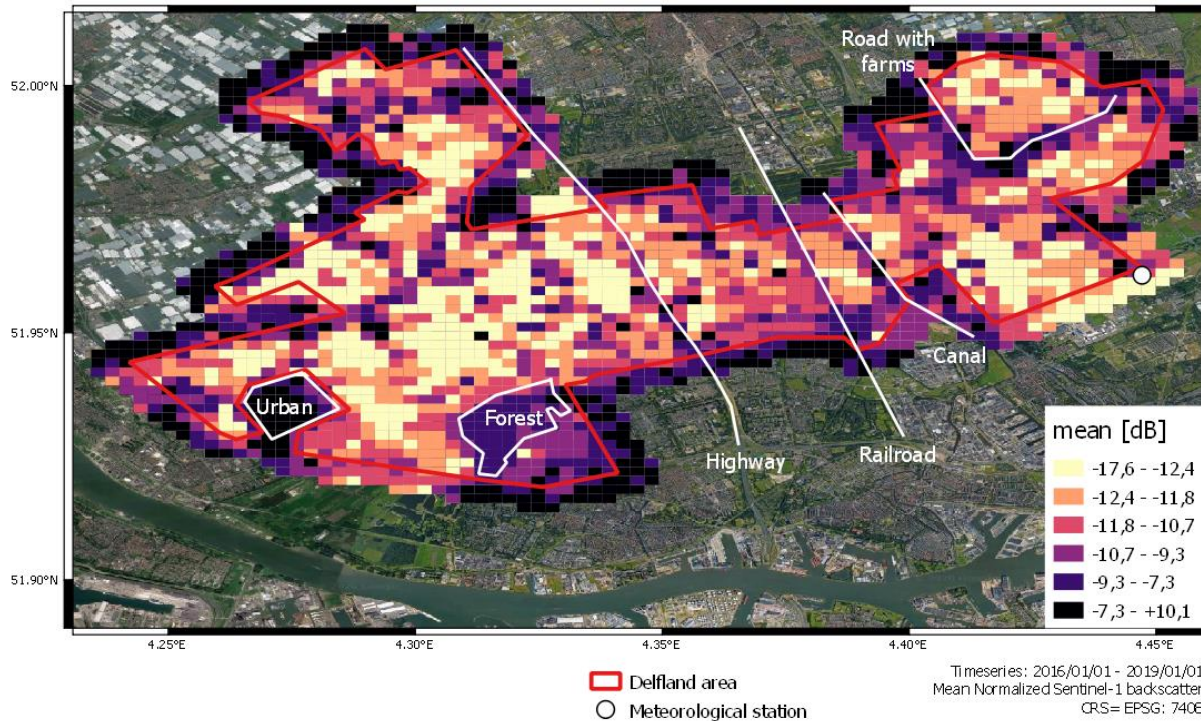 52.00°N
51.95°N
51.90°N
Road with
farms
Urban
Forest
Highway
Railroad
Canal
mean [dB]
-17,6 - -12,4
-12,4 - -11,8
-11,8 - -10,7
-10,7 - -9,3
-9,3 - -7,3
-7,3 - +10,1
4.25°E
4.30°E
4.35°E
4.40°E
4.45°E
Delfland area
Meteorological station
Timeseries: 2016/01/01 - 2019/01/01
Mean Normalized Sentinel-1 backscatter
CRS= EPSG: